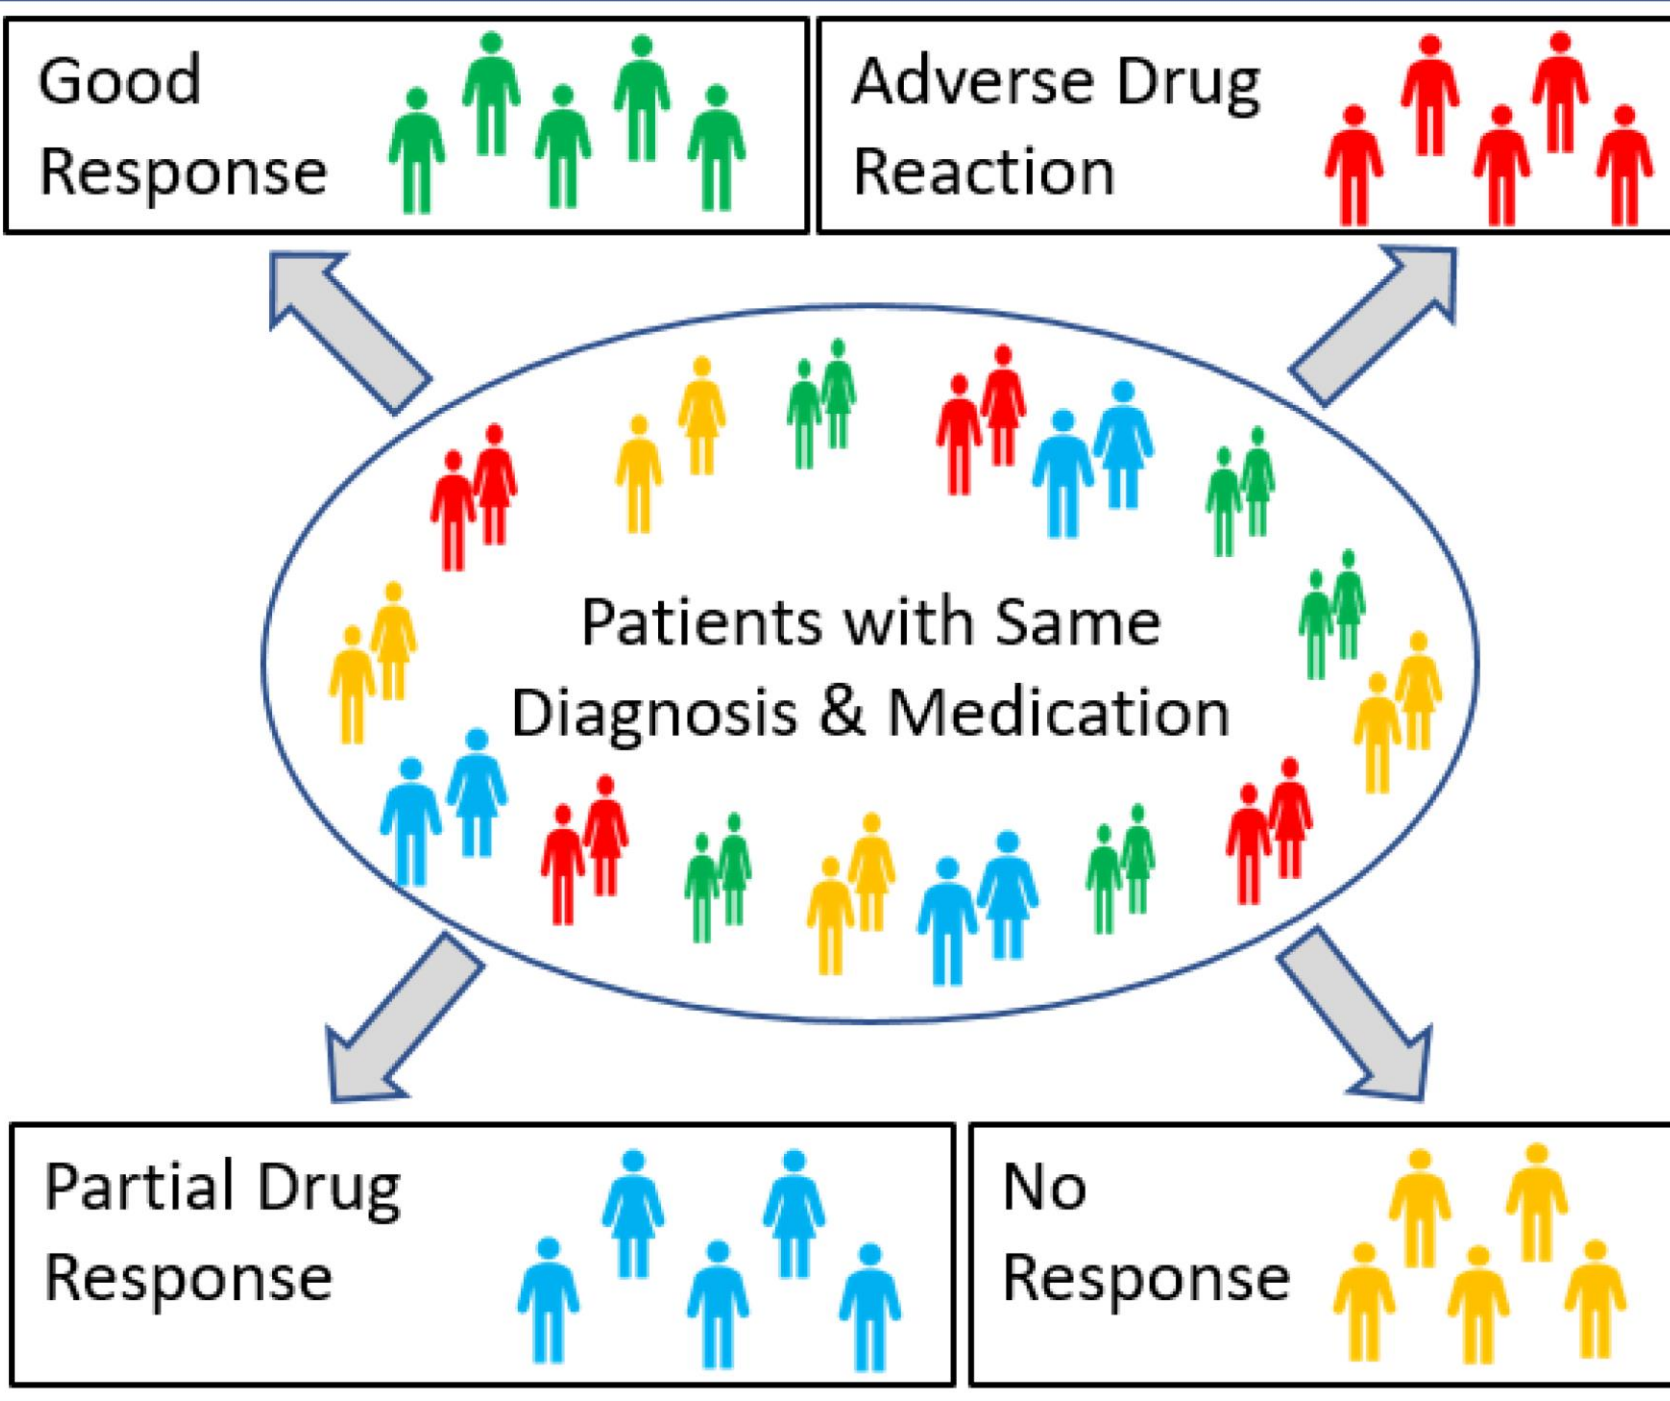 Good
Response
Adverse Drug
Reaction
Patients with Same
Diagnosis & Medication
Partial Drug
Response
No
Response